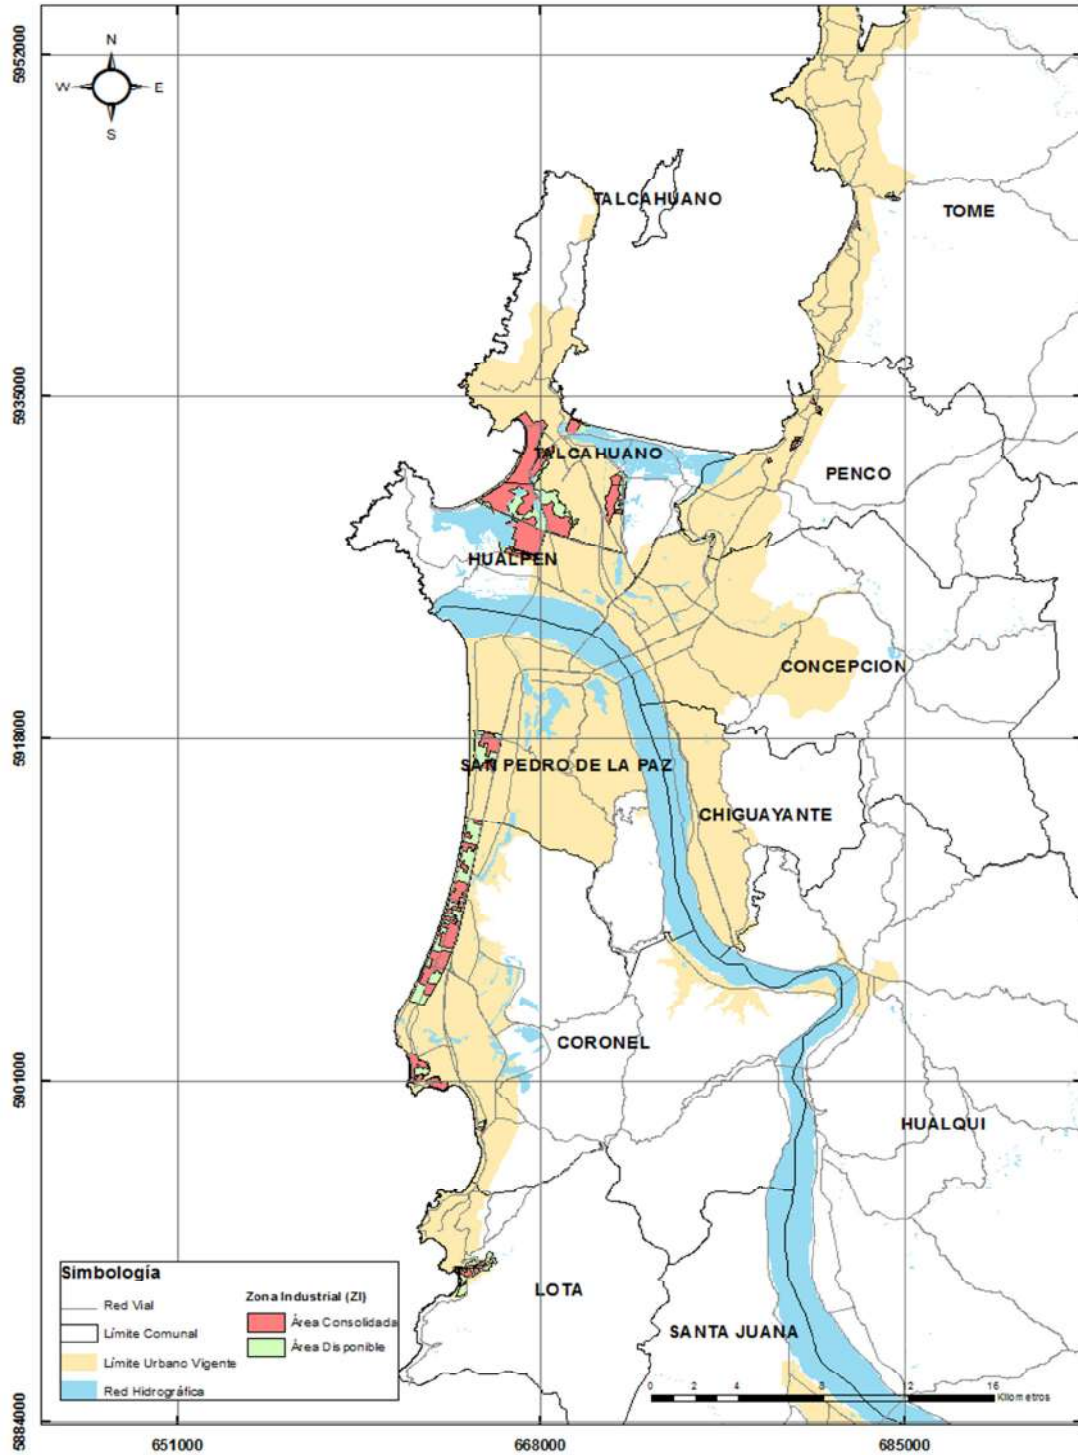 5952000
N
W
E
S
TALCAHUANO
TOME
5935000
TALCAHUANO
PENCO
HUALPEN
CONCEPCION
5918000
SAN PEDRO DE LA PAZ
CHIGUAYANTE
CORONEL
5901000
HUALQUI
LOTA
SANTA JUANA
Simbología
Red Vial
Límite Comunal
Límite Urbano Vigente
Red Hidrográfica
Zona Industrial (ZI)
Área Consolidada
Área Disponible
0 2 4 8 12 16
Kilometros
5884000
651000 668000 685000